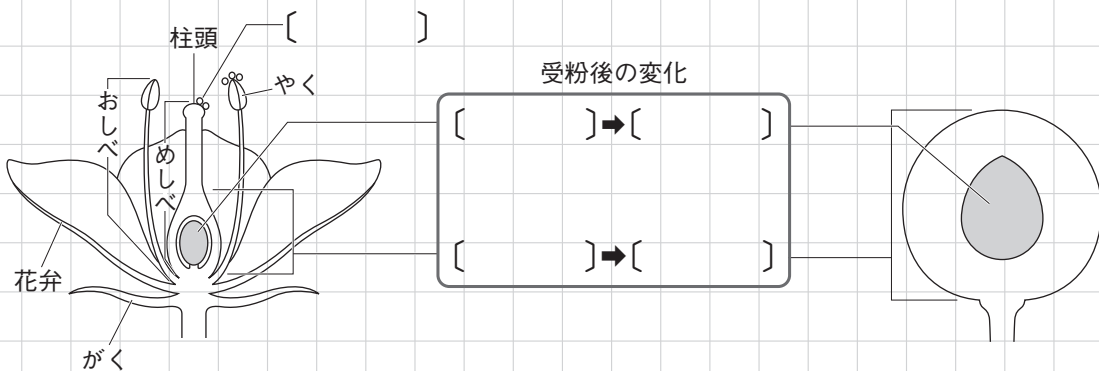 〔　　　〕
柱頭
受粉後の変化
やく
おしべ
めしべ
〔　　　〕➡〔　　　〕
〔　　　〕➡〔　　　〕
花弁
がく